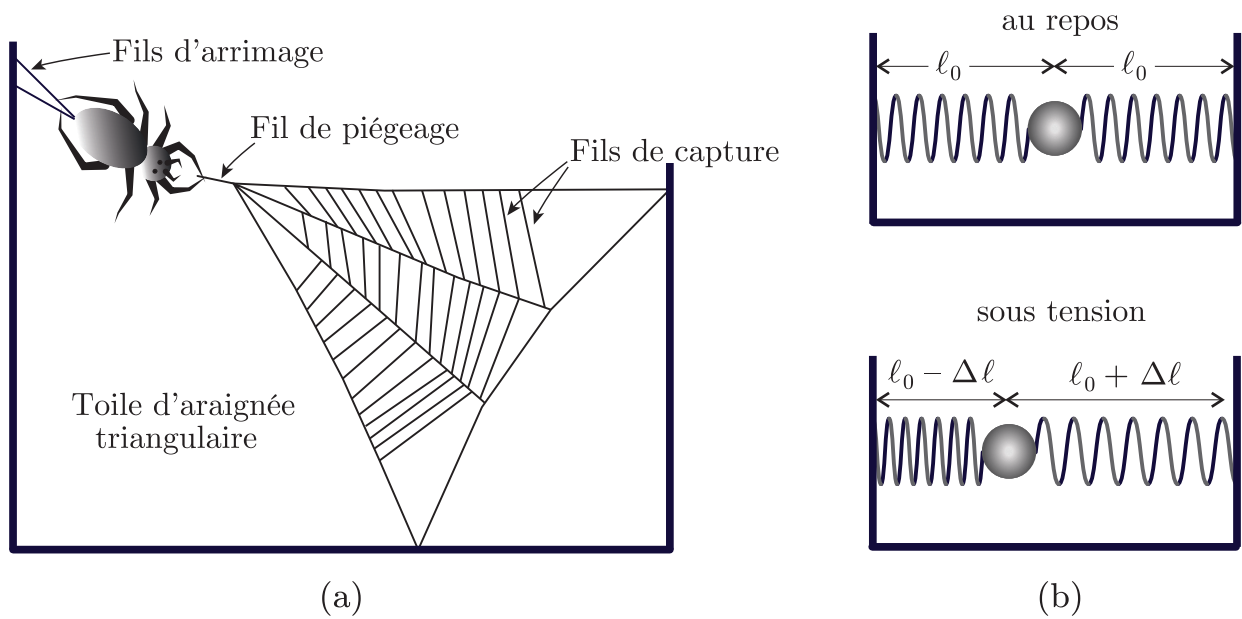 Fils d'arrimage
Fil de piégeage
Fils de capture
Toile d'araignée
triangulaire
(a)
au repos
ℓ₀ ℓ₀
sous tension
ℓ₀ − Δℓ ℓ₀ + Δℓ
(b)